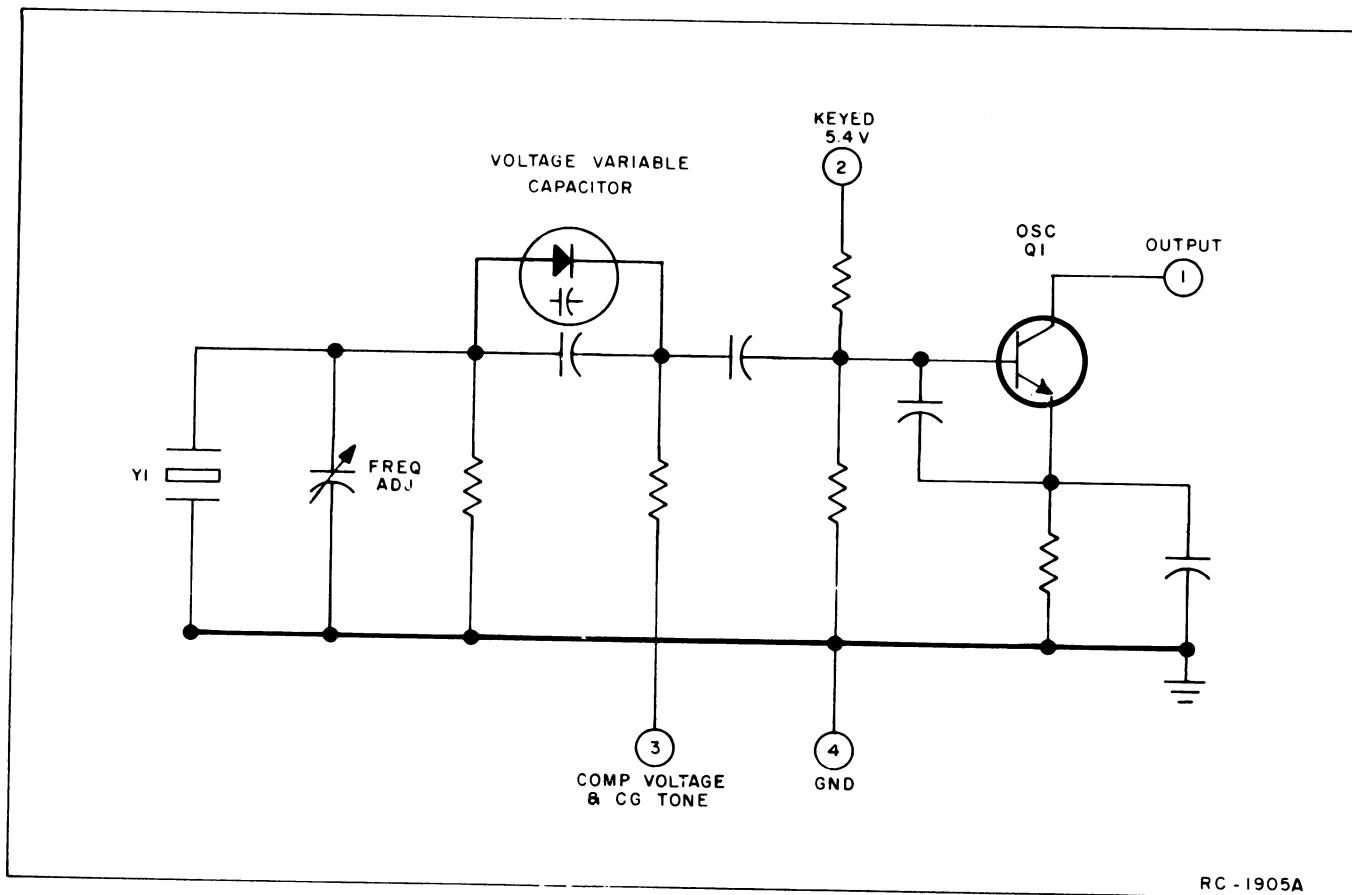 KEYED
5.4 V
2
VOLTAGE VARIABLE
CAPACITOR
OSC
Q1
OUTPUT
1
Y1
FREQ
ADJ
3
COMP VOLTAGE
& CG TONE
4
GND
RC-1905A